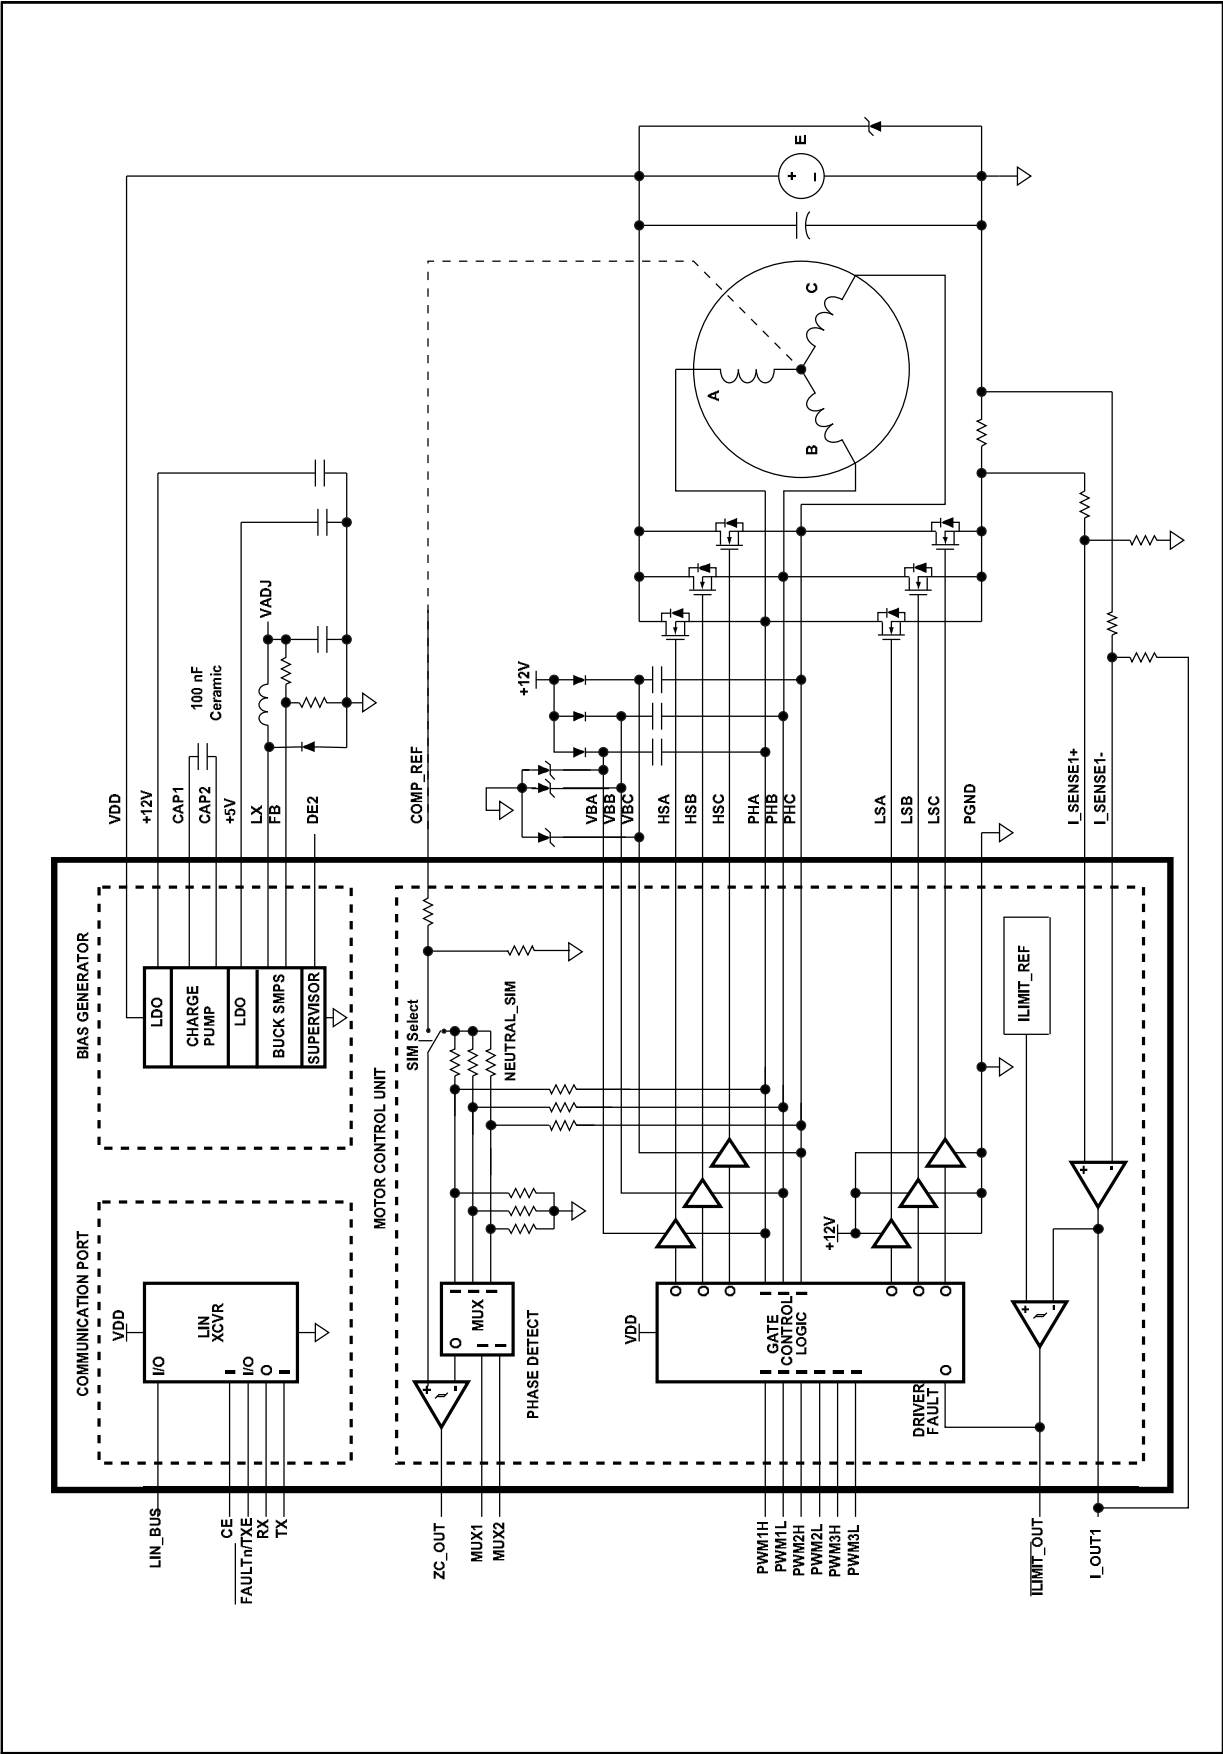 VDD
+12V
CAP1
CAP2
+5V
LX
FB
DE2
100 nF
Ceramic
VADJ
BIAS GENERATOR
LDO
CHARGE
PUMP
LDO
BUCK SMPS
SUPERVISOR
COMMUNICATION PORT
VDD
LIN
XCVR
I/O
I
I/O
O
I
LIN_BUS
CE
FAULTn/TXE
RX
TX
COMP_REF
+12V
VBA
VBB
VBC
HSA
HSB
HSC
PHA
PHB
PHC
LSA
LSB
LSC
PGND
I_SENSE1+
I_SENSE1-
A
B
C
E
+
-
MOTOR CONTROL UNIT
SIM Select
NEUTRAL_SIM
MUX
I
I
I
O
I
I
PHASE DETECT
+
-
ZC_OUT
MUX1
MUX2
+12V
VDD
GATE
CONTROL
LOGIC
O
O
O
I
I
I
O
O
O
I
I
I
I
I
I
O
DRIVER
FAULT
PWM1H
PWM1L
PWM2H
PWM2L
PWM3H
PWM3L
ILIMIT_REF
+
-
+
-
ILIMIT_OUT
I_OUT1